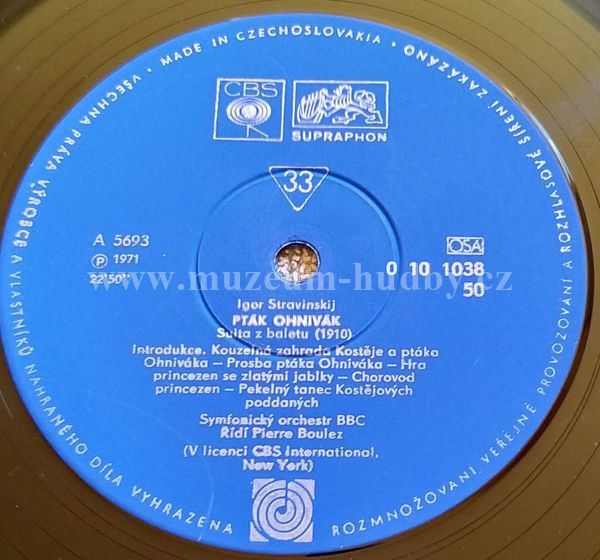 VŠECHNA PRÁVA VÝROBCE A VLASTNÍKŮ NAHRANÉHO DÍLA VYHRAZENA
• MADE IN CZECHOSLOVAKIA •
ROZMNOŽOVÁNÍ VEŘEJNÉ PROVOZOVÁNÍ A ROZHLASOVÉ ŠÍŘENÍ ZAKÁZÁNO
CBS
SUPRAPHON
33
A 5693
Ⓟ 1971
22'50"
OSA
0 10 1038
50
www.muzeum-hudby.cz
Igor Stravinskij
PTÁK OHNIVÁK
Suita z baletu (1910)
Introdukce. Kouzelná zahrada Kostěje a ptáka
Ohniváka – Prosba ptáka Ohniváka – Hra
princezen se zlatými jablky – Chorovod
princezen – Pekelný tanec Kostějových
poddaných
Symfonický orchestr BBC
Řídí Pierre Boulez
(V licenci CBS International,
New York)